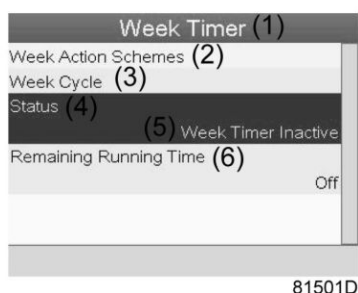 Week Timer (1)
Week Action Schemes (2)
Week Cycle (3)
Status (4)
(5) Week Timer Inactive
Remaining Running Time (6)
Off
81501D